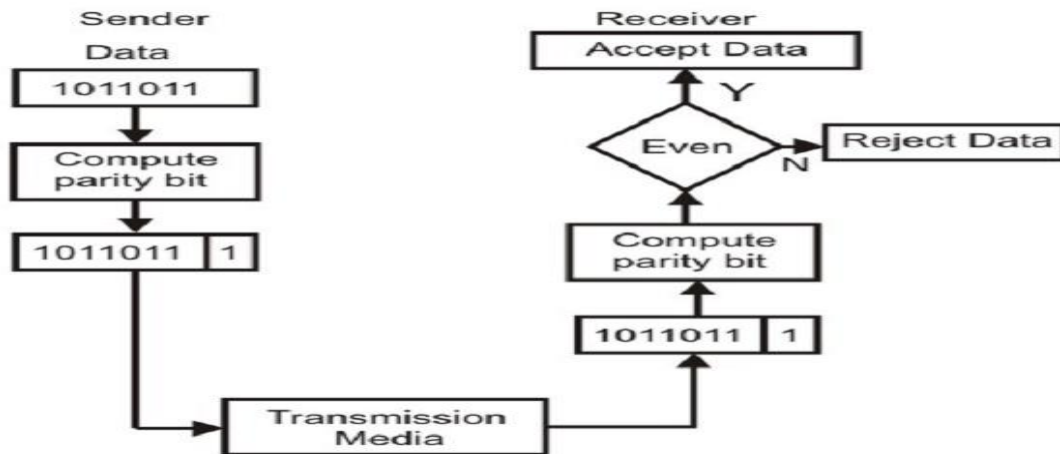 Sender
Data
1011011
Compute
parity bit
1011011 1
Transmission
Media
Receiver
Accept Data
Y
Even
N
Reject Data
Compute
parity bit
1011011 1